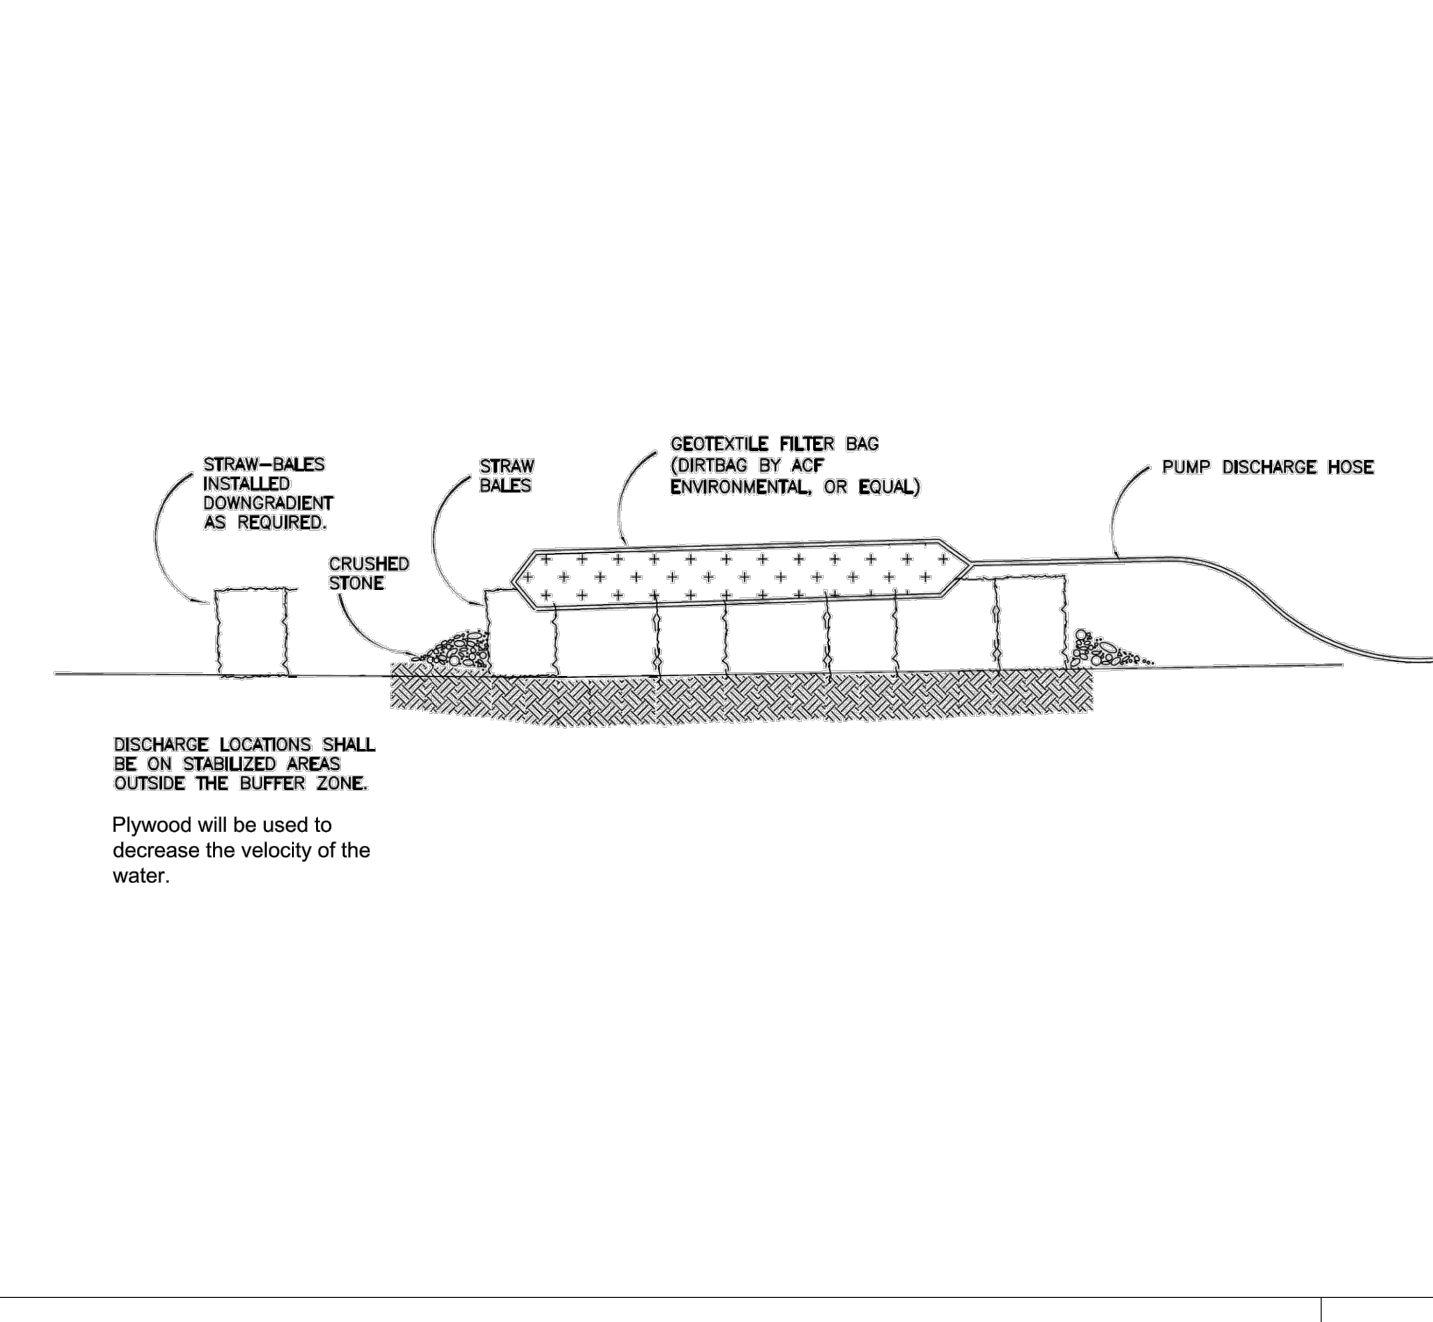 STRAW-BALES
INSTALLED
DOWNGRADIENT
AS REQUIRED.
CRUSHED
STONE
STRAW
BALES
GEOTEXTILE FILTER BAG
(DIRTBAG BY ACF
ENVIRONMENTAL, OR EQUAL)
PUMP DISCHARGE HOSE
DISCHARGE LOCATIONS SHALL
BE ON STABILIZED AREAS
OUTSIDE THE BUFFER ZONE.
Plywood will be used to
decrease the velocity of the
water.